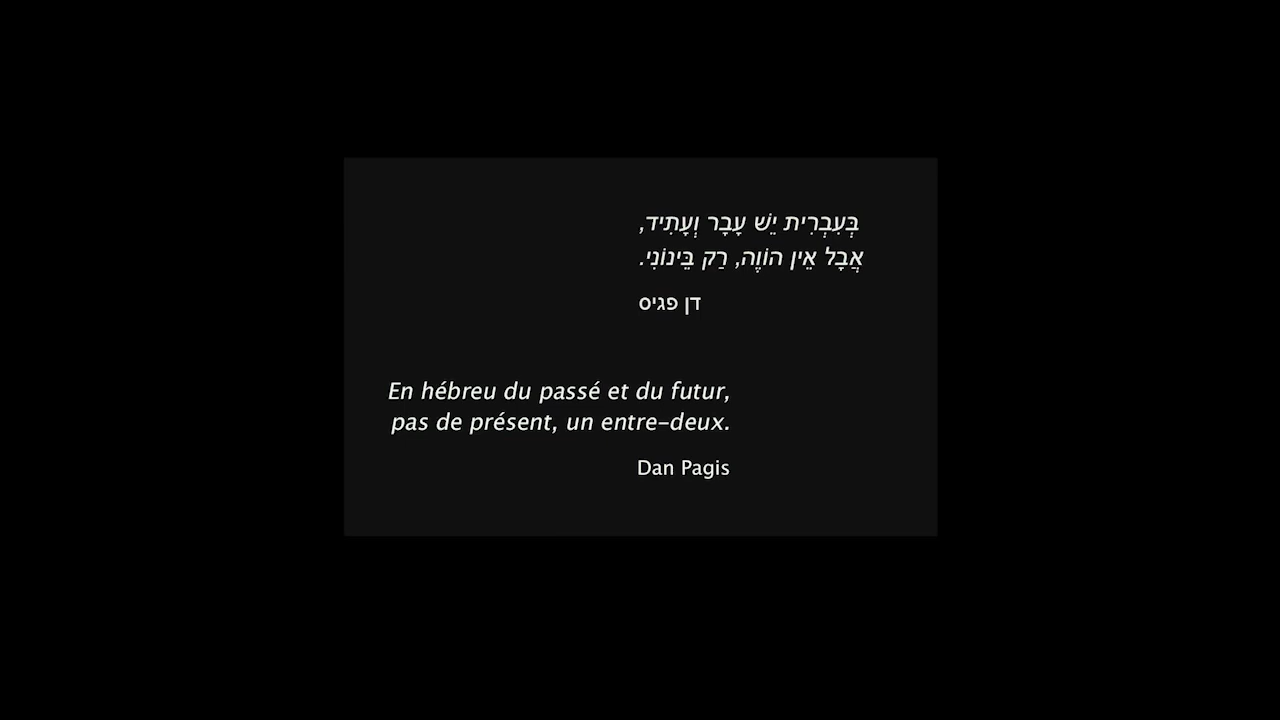 בְּעִבְרִית יֵשׁ עָבָר וְעָתִיד,
אֲבָל אֵין הוֹוֶה, רַק בֵּינוֹנִי.
דן פגיס
En hébreu du passé et du futur,
pas de présent, un entre-deux.
Dan Pagis